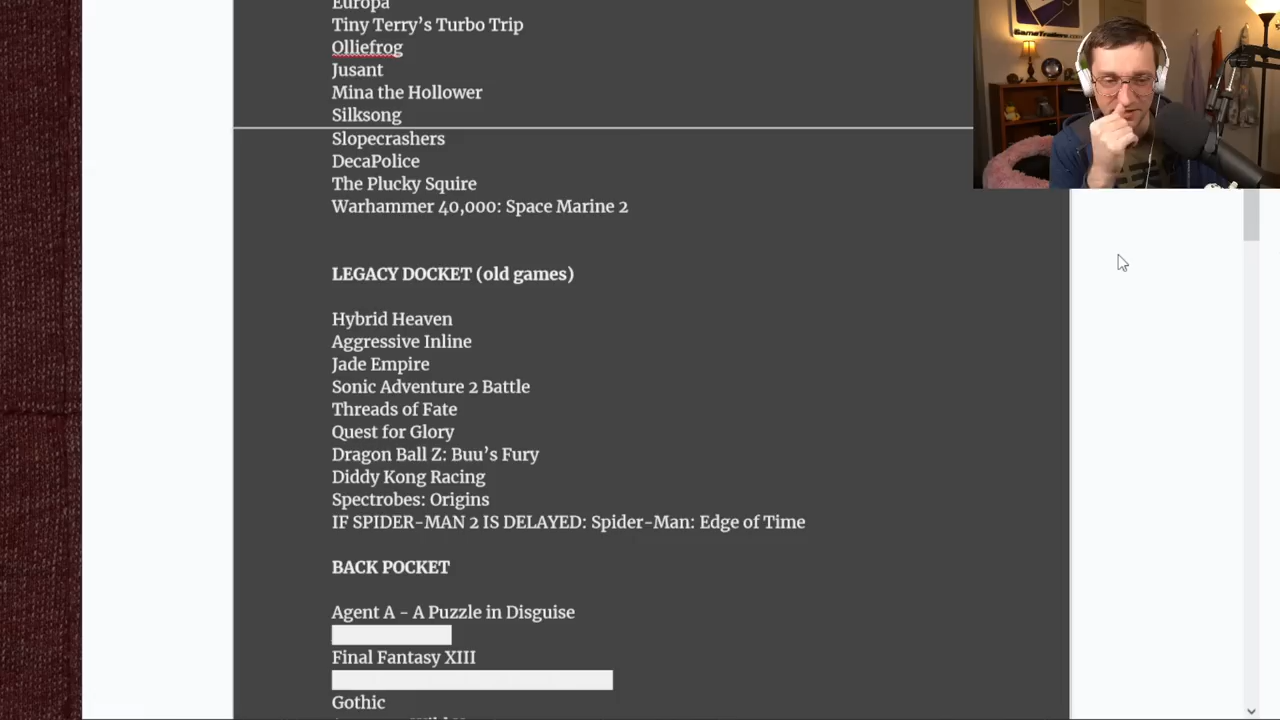 Europa
Tiny Terry’s Turbo Trip
Olliefrog
Jusant
Mina the Hollower
Silksong
Slopecrashers
DecaPolice
The Plucky Squire
Warhammer 40,000: Space Marine 2
LEGACY DOCKET (old games)
Hybrid Heaven
Aggressive Inline
Jade Empire
Sonic Adventure 2 Battle
Threads of Fate
Quest for Glory
Dragon Ball Z: Buu’s Fury
Diddy Kong Racing
Spectrobes: Origins
IF SPIDER-MAN 2 IS DELAYED: Spider-Man: Edge of Time
BACK POCKET
Agent A - A Puzzle in Disguise
Final Fantasy XIII
Gothic